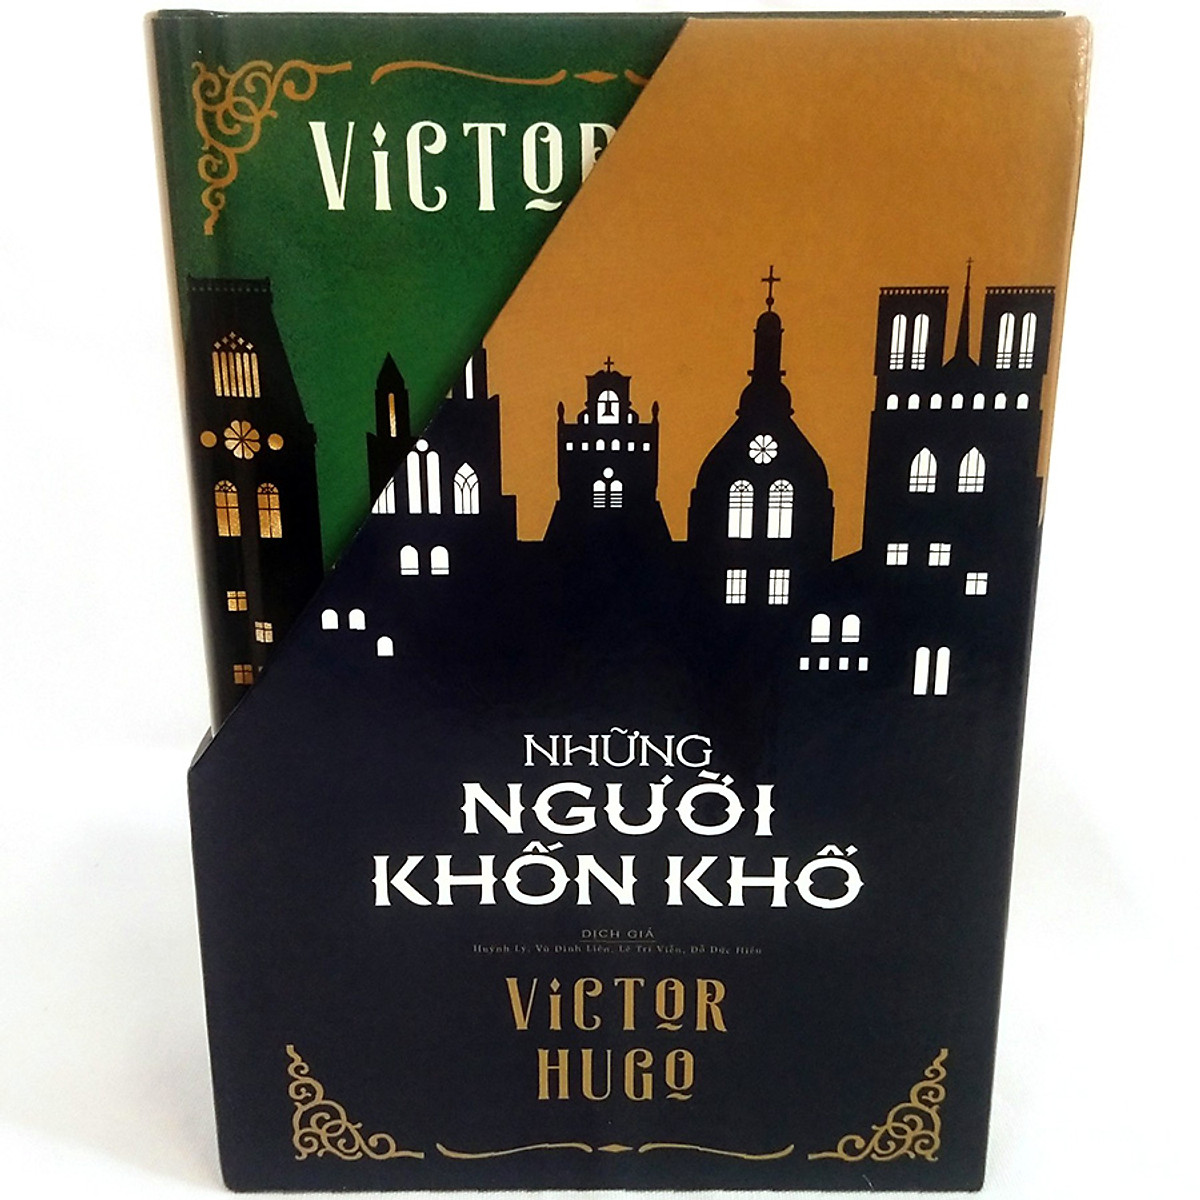 ViCTOR
NHỮNG
NGƯỜI
KHỐN KHỔ
DỊCH GIẢ
Huỳnh Lý, Vũ Đình Liên, Lê Trí Viễn, Đỗ Đức Hiểu
ViCTOR
HUGO